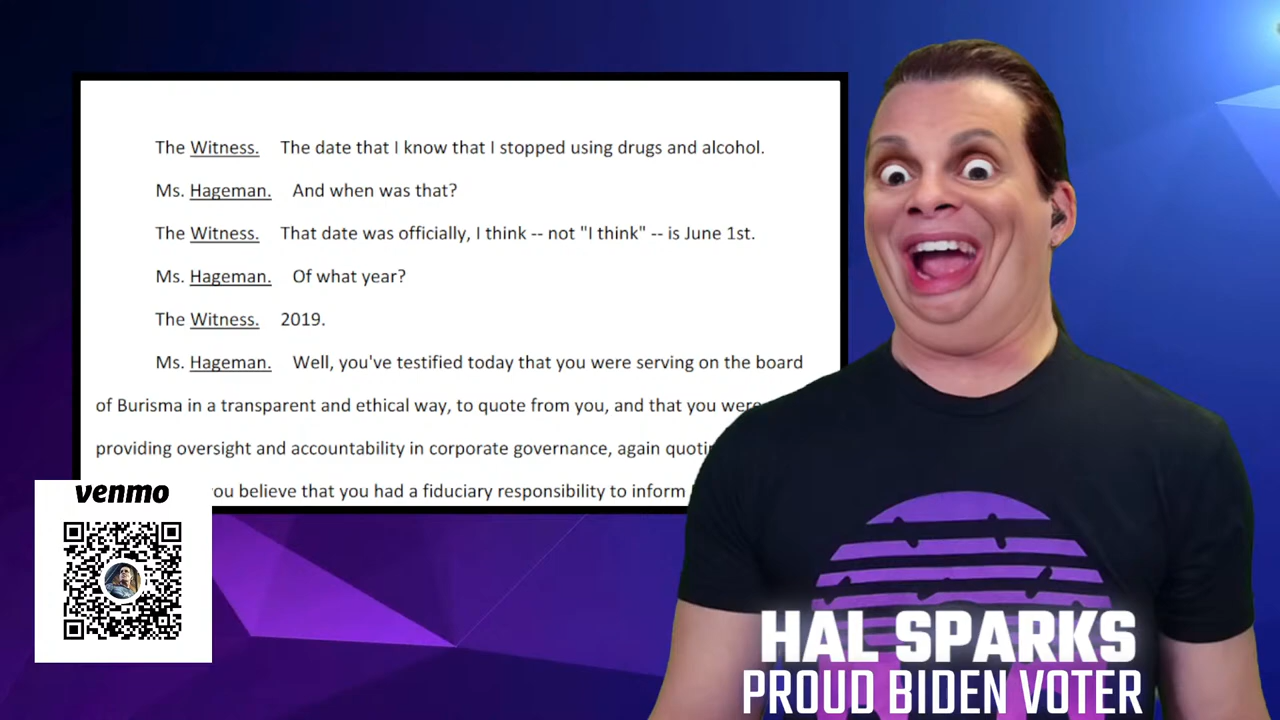 The Witness. The date that I know that I stopped using drugs and alcohol.
Ms. Hageman. And when was that?
The Witness. That date was officially, I think -- not "I think" -- is June 1st.
Ms. Hageman. Of what year?
The Witness. 2019.
Ms. Hageman. Well, you've testified today that you were serving on the board
of Burisma in a transparent and ethical way, to quote from you, and that you were
providing oversight and accountability in corporate governance, again
you believe that you had a fiduciary responsibility to inform
venmo
HAL SPARKS
PROUD BIDEN VOTER